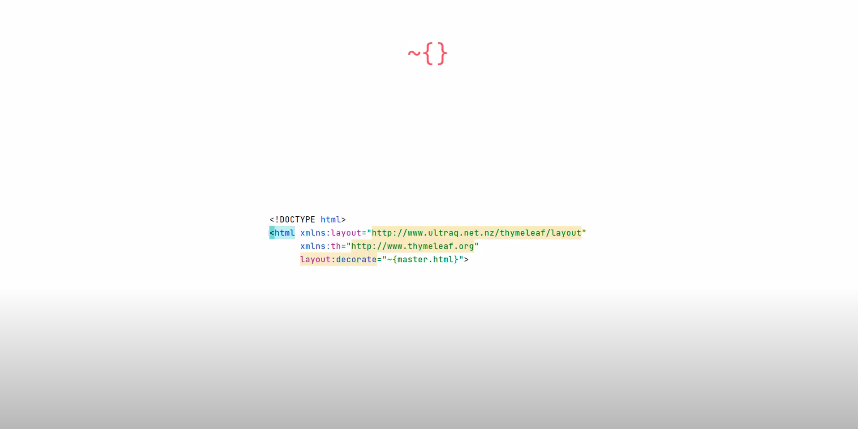 ~{}
<!DOCTYPE html>
<html xmlns:layout="http://www.ultraq.net.nz/thymeleaf/layout"
xmlns:th="http://www.thymeleaf.org"
layout:decorate="~{master.html}">